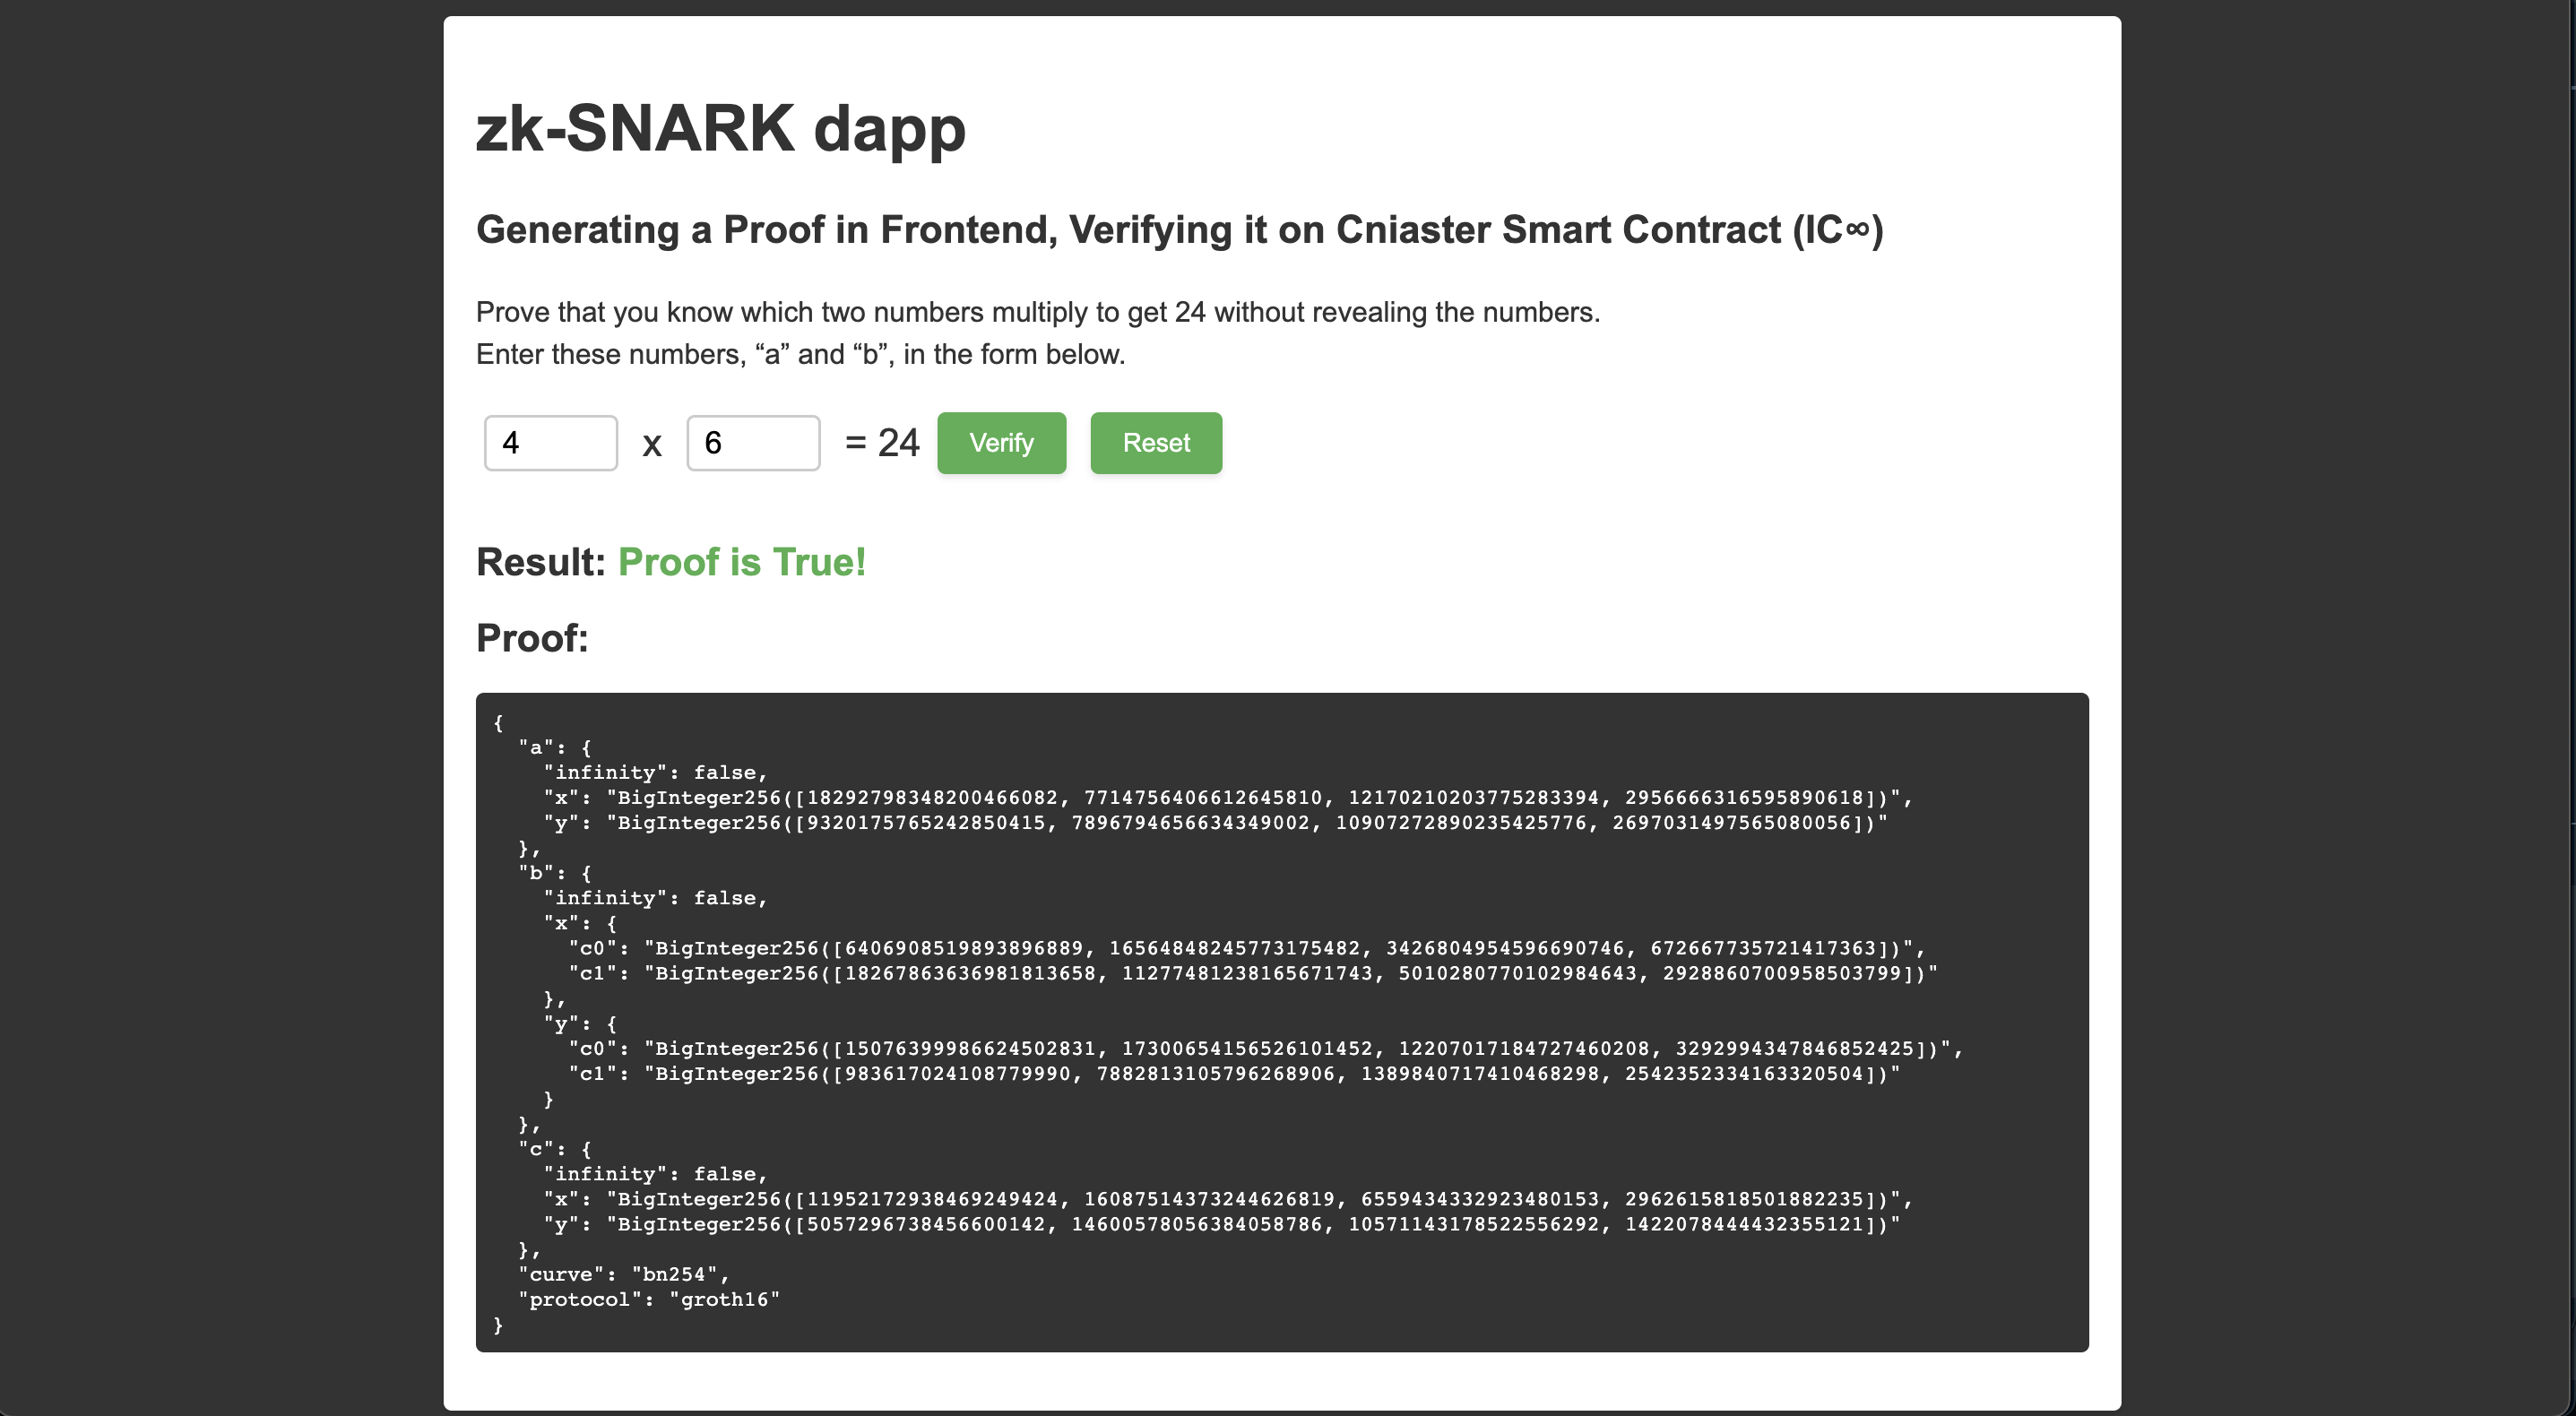 zk-SNARK dapp
Generating a Proof in Frontend, Verifying it on Cniaster Smart Contract (IC∞)
Prove that you know which two numbers multiply to get 24 without revealing the numbers.
Enter these numbers, “a” and “b”, in the form below.
4 x 6 = 24 Verify Reset
Result: Proof is True!
Proof:
{
  "a": {
    "infinity": false,
    "x": "BigInteger256([18292798348200466082, 7714756406612645810, 12170210203775283394, 2956666316595890618])",
    "y": "BigInteger256([9320175765242850415, 7896794656634349002, 10907272890235425776, 2697031497565080056])"
  },
  "b": {
    "infinity": false,
    "x": {
      "c0": "BigInteger256([6406908519893896889, 16564848245773175482, 3426804954596690746, 672667735721417363])",
      "c1": "BigInteger256([18267863636981813658, 11277481238165671743, 5010280770102984643, 2928860700958503799])"
    },
    "y": {
      "c0": "BigInteger256([15076399986624502831, 17300654156526101452, 12207017184727460208, 3292994347846852425])",
      "c1": "BigInteger256([983617024108779990, 7882813105796268906, 1389840717410468298, 2542352334163320504])"
    }
  },
  "c": {
    "infinity": false,
    "x": "BigInteger256([11952172938469249424, 16087514373244626819, 6559434332923480153, 2962615818501882235])",
    "y": "BigInteger256([5057296738456600142, 14600578056384058786, 10571143178522556292, 1422078444432355121])"
  },
  "curve": "bn254",
  "protocol": "groth16"
}